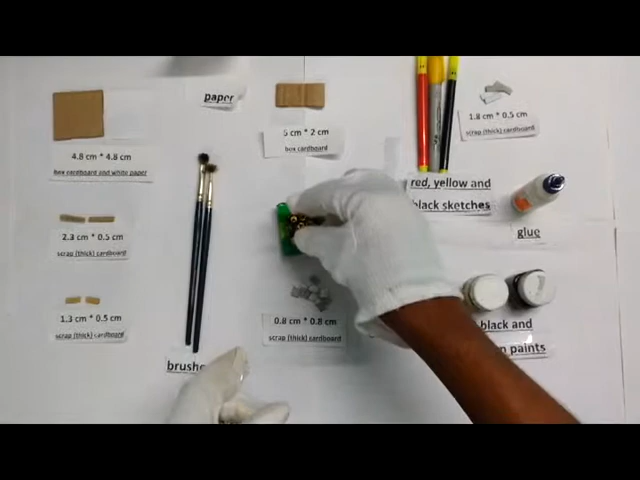 paper
4.8 cm * 4.8 cm
box cardboard and white paper
2.3 cm * 0.5 cm
scrap (thick) cardboard
1.3 cm * 0.5 cm
scrap (thick) cardboard
cm * 2 cm
box cardboard
0.8 cm * 0.8 cm
scrap (thick) cardboard
1.8 cm * 0.5 cm
scrap (thick) cardboard
red, yellow and
black sketches
glue
black and
paints